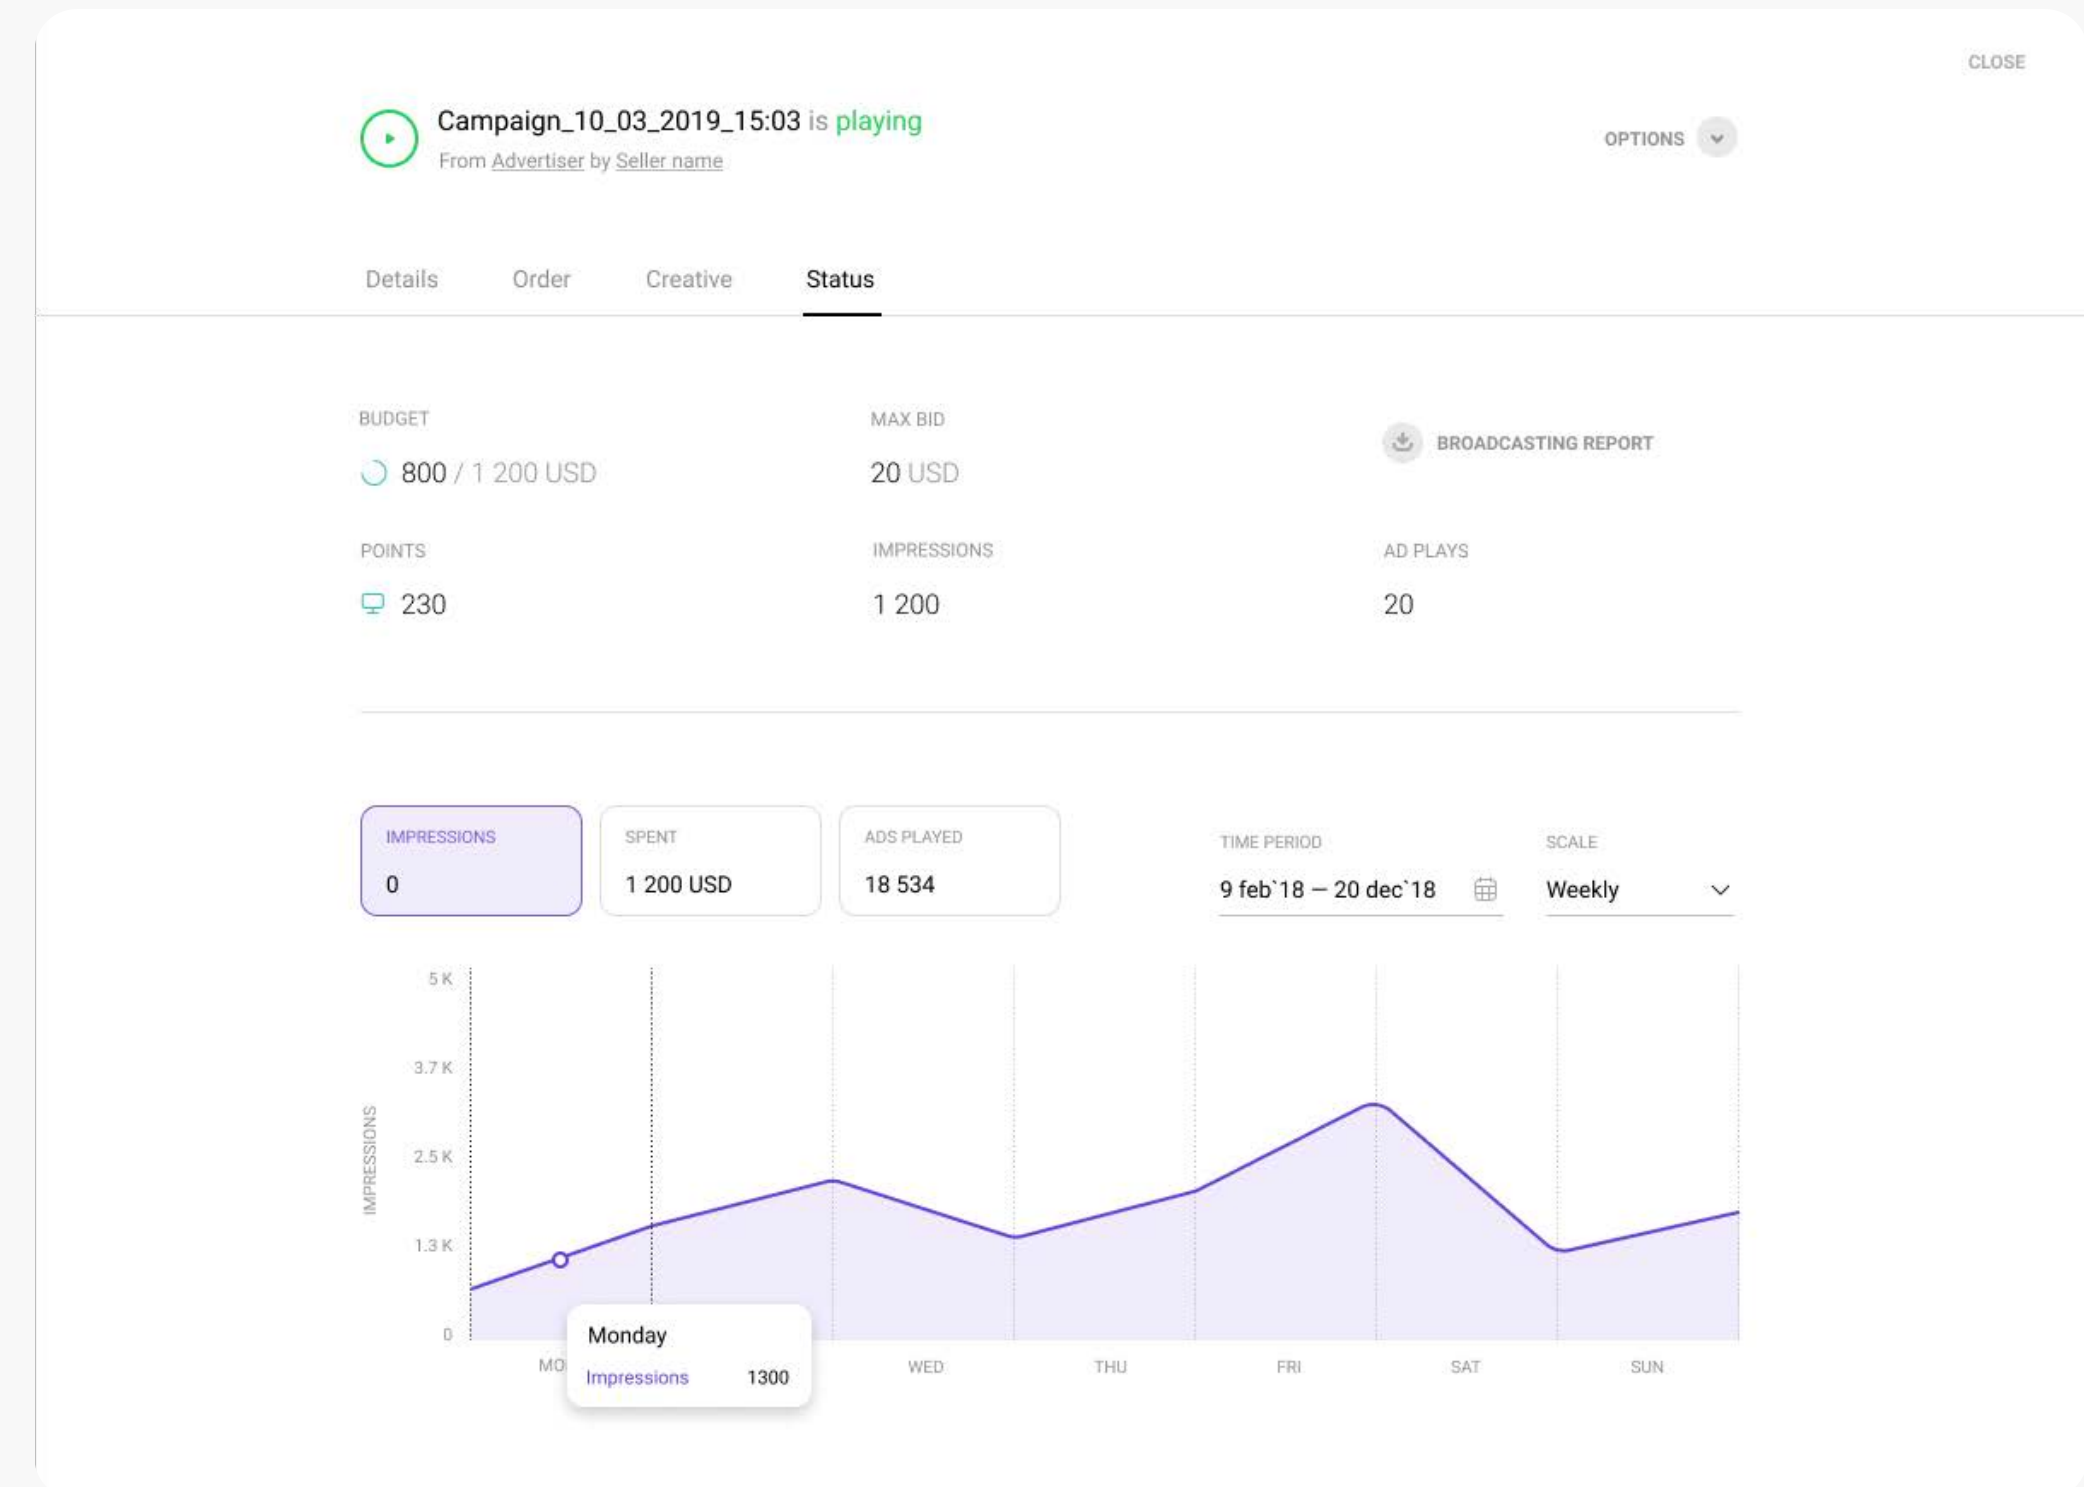 CLOSE
Campaign_10_03_2019_15:03 is playing
From Advertiser by Seller name
OPTIONS
Details Order Creative Status
BUDGET
800 / 1 200 USD
MAX BID
20 USD
BROADCASTING REPORT
POINTS
230
IMPRESSIONS
1 200
AD PLAYS
20
IMPRESSIONS
0
SPENT
1 200 USD
ADS PLAYED
18 534
TIME PERIOD
9 feb`18 — 20 dec`18
SCALE
Weekly
IMPRESSIONS
5 K
3.7 K
2.5 K
1.3 K
0
Monday
Impressions 1300
MO WED THU FRI SAT SUN